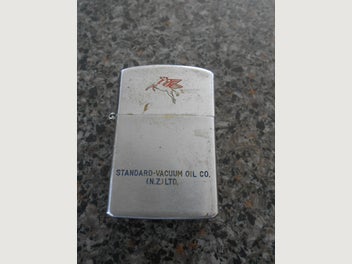 STANDARD-VACUUM OIL CO.
(N.Z.) LTD.